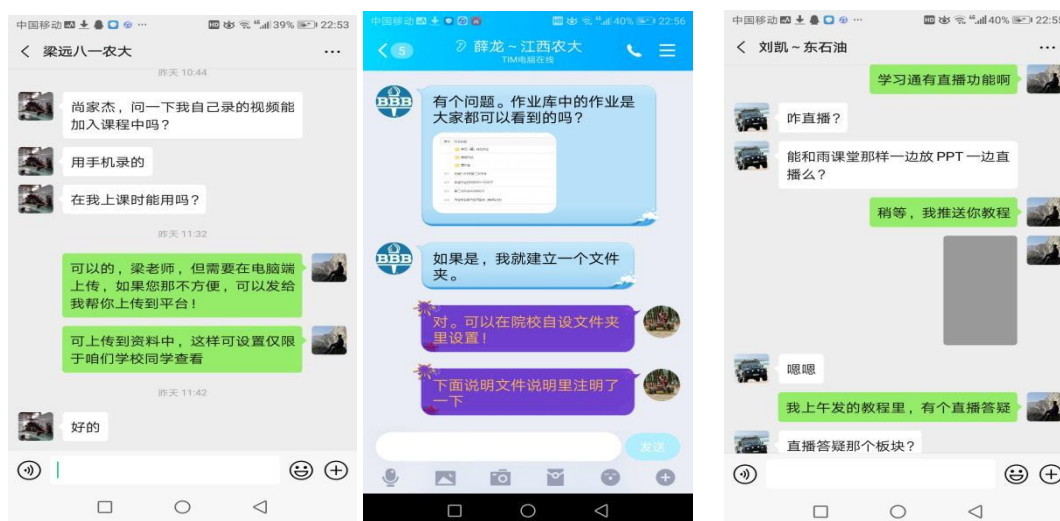 中国移动
39%
22:53
梁远八一农大
昨天 10:44
尚家杰，问一下我自己录的视频能
加入课程中吗？
用手机录的
在我上课时能用吗？
昨天 11:32
可以的，梁老师，但需要在电脑端
上传，如果您那不方便，可以发给
我帮你上传到平台！
可上传到资料中，这样可设置仅限
于咱们学校同学查看
昨天 11:42
好的
中国移动
40%
22:56
5
薛龙～江西农大
TIM电脑在线
BBB
有个问题。作业库中的作业是
大家都可以看到的吗？
BBB
如果是，我就建立一个文件
夹。
对。可以在院校自设文件夹
里设置！
下面说明文件说明里注明了
一下
发送
中国移动
40%
22:55
刘凯～东石油
学习通有直播功能啊
咋直播？
能和雨课堂那样一边放 PPT 一边直
播么？
稍等，我推送你教程
嗯嗯
我上午发的教程里，有个直播答疑
直播答疑那个板块？